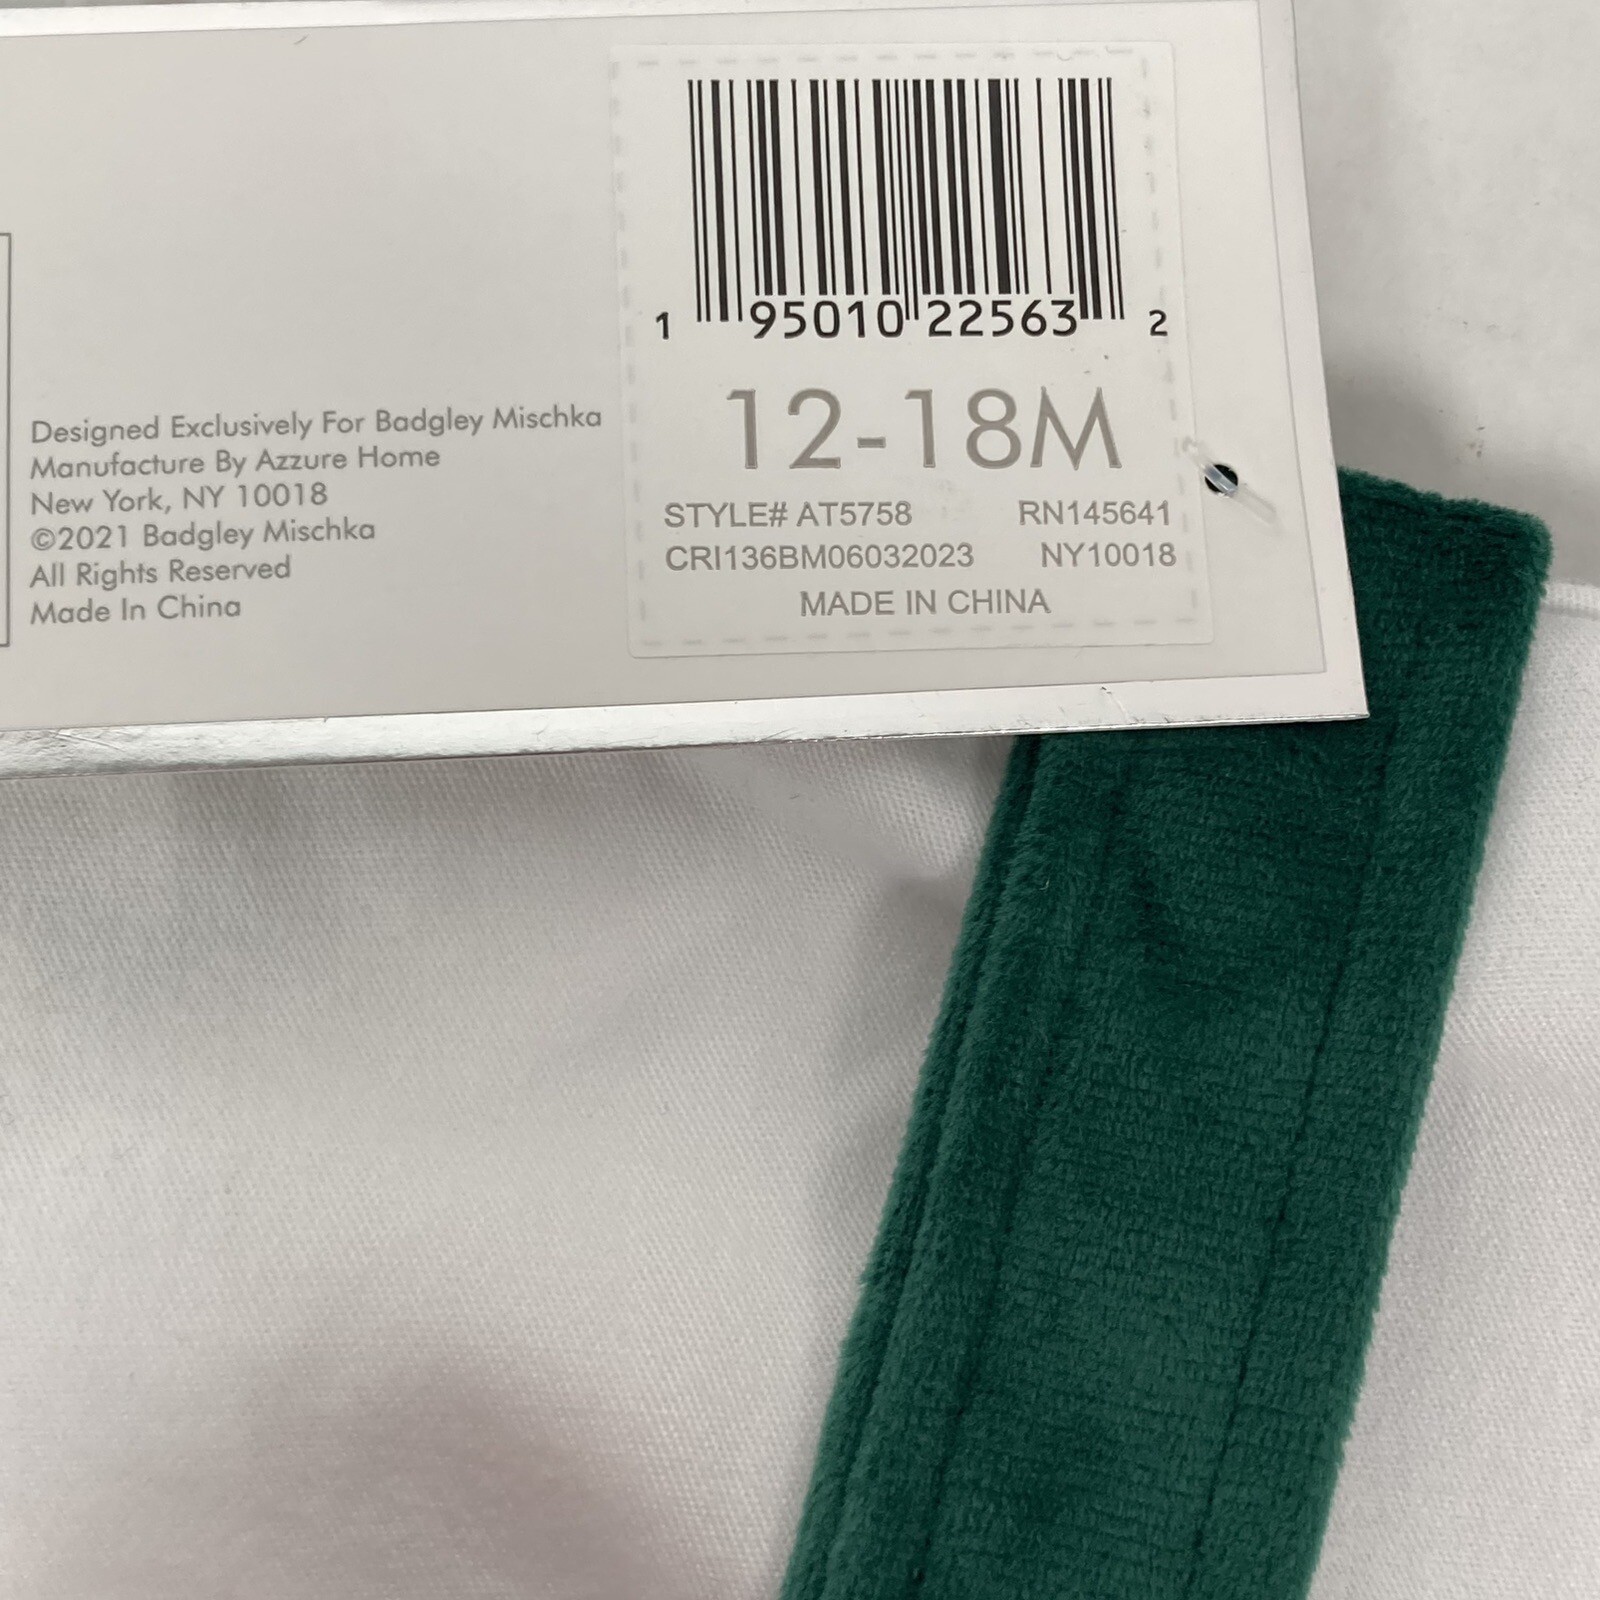 Designed Exclusively For Badgley Mischka
Manufacture By Azzure Home
New York, NY 10018
©2021 Badgley Mischka
All Rights Reserved
Made In China
1 95010 22563 2
12-18M
STYLE# AT5758 RN145641
CRI136BM06032023 NY10018
MADE IN CHINA